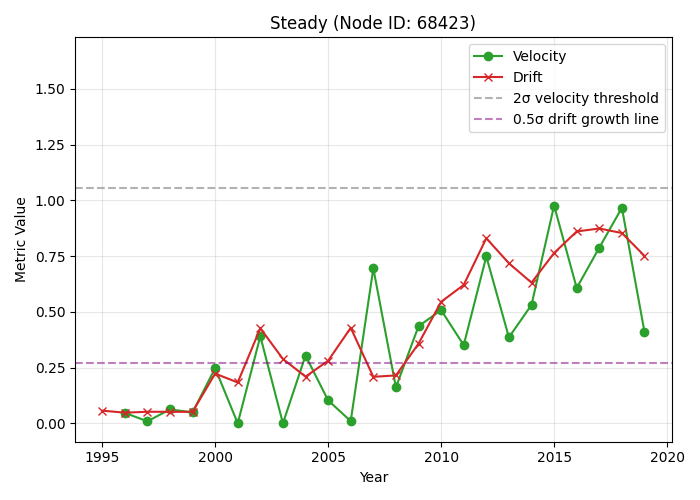 Steady (Node ID: 68423)
Velocity
Drift
2σ velocity threshold
0.5σ drift growth line
1.50
1.25
1.00
0.75
0.50
0.25
0.00
Metric Value
1995 2000 2005 2010 2015 2020
Year